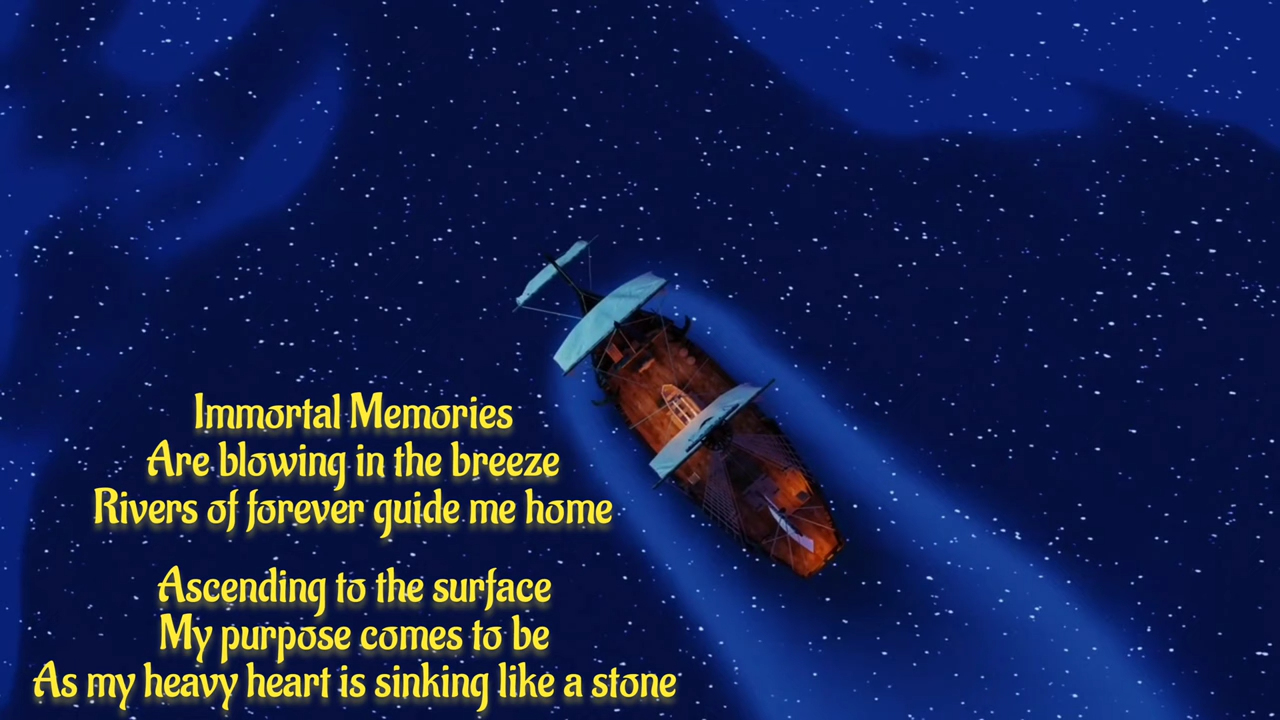 Immortal Memories
Are blowing in the breeze
Rivers of forever guide me home
Ascending to the surface
My purpose comes to be
As my heavy heart is sinking like a stone